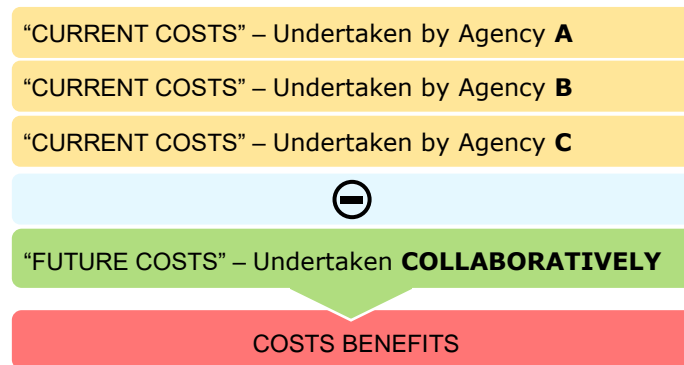 “CURRENT COSTS” – Undertaken by Agency A
“CURRENT COSTS” – Undertaken by Agency B
“CURRENT COSTS” – Undertaken by Agency C
“FUTURE COSTS” – Undertaken COLLABORATIVELY
COSTS BENEFITS